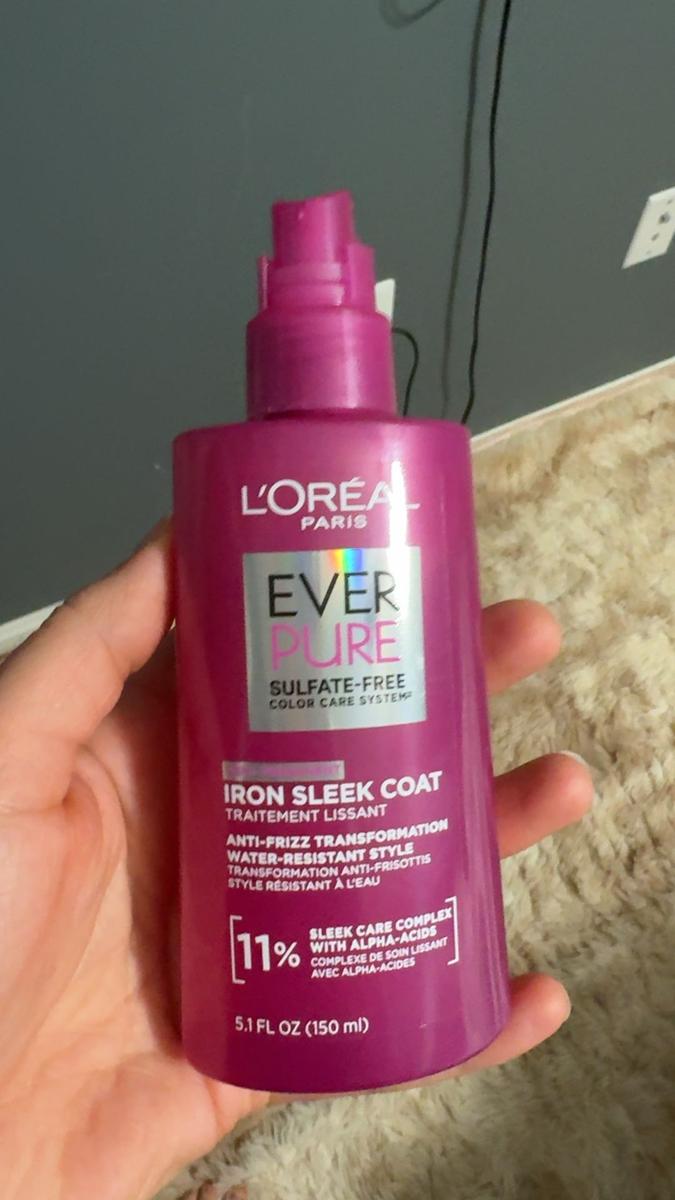 L'ORÉAL
PARIS
EVER
PURE
SULFATE-FREE
COLOR CARE SYSTEM
IRON SLEEK COAT
TRAITEMENT LISSANT
ANTI-FRIZZ TRANSFORMATION
WATER-RESISTANT STYLE
TRANSFORMATION ANTI-FRISOTTIS
STYLE RÉSISTANT À L'EAU
11%
SLEEK CARE COMPLEX
WITH ALPHA-ACIDS
COMPLEXE DE SOIN LISSANT
AVEC ALPHA-ACIDES
5.1 FL OZ (150 ml)